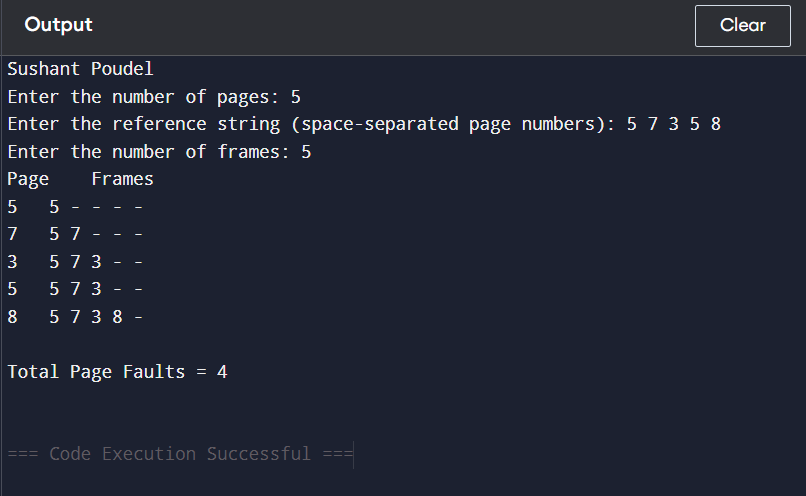 Output
Clear
Sushant Poudel
Enter the number of pages: 5
Enter the reference string (space-separated page numbers): 5 7 3 5 8
Enter the number of frames: 5
Page    Frames
5   5 - - - -
7   5 7 - - -
3   5 7 3 - -
5   5 7 3 - -
8   5 7 3 8 -
Total Page Faults = 4
=== Code Execution Successful ===